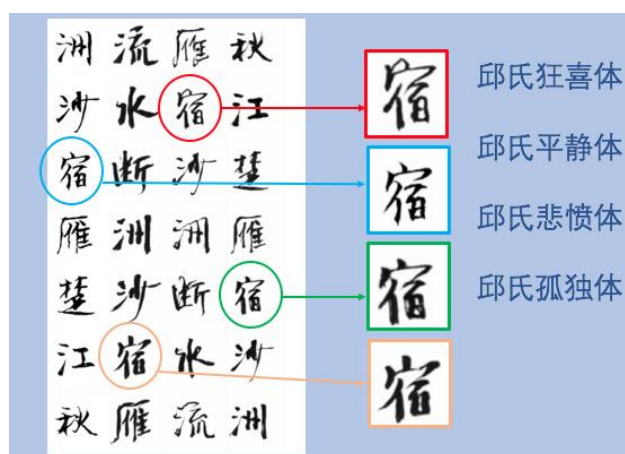 洲流雁秋
沙水宿江
宿断沙楚
雁洲洲雁
楚沙断宿
江宿水沙
秋雁流洲
宿
宿
宿
宿
邱氏狂喜体
邱氏平静体
邱氏悲愤体
邱氏孤独体